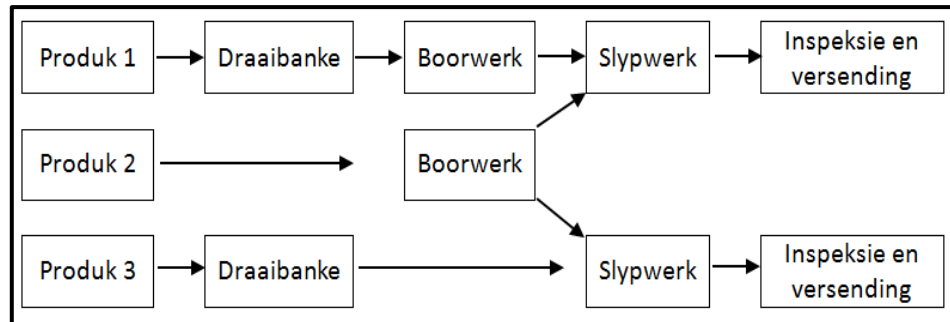 Produk 1
Draaibanke
Boorwerk
Slypwerk
Inspeksie en
versending
Produk 2
Boorwerk
Produk 3
Draaibanke
Slypwerk
Inspeksie en
versending